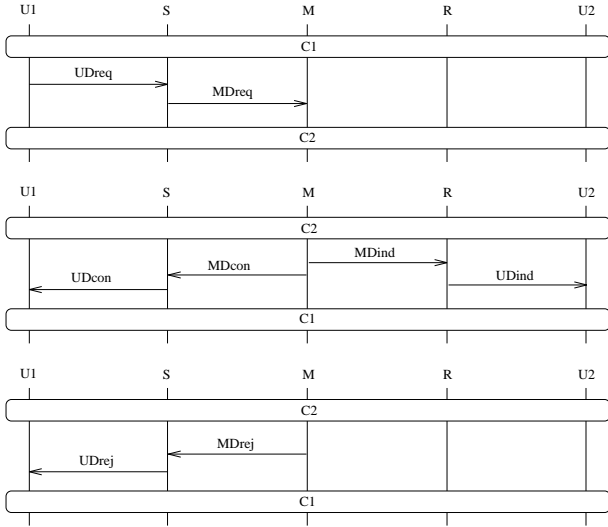 U1 S M R U2
C1
UDreq
MDreq
C2
U1 S M R U2
C2
MDind
MDcon
UDcon
UDind
C1
U1 S M R U2
C2
MDrej
UDrej
C1